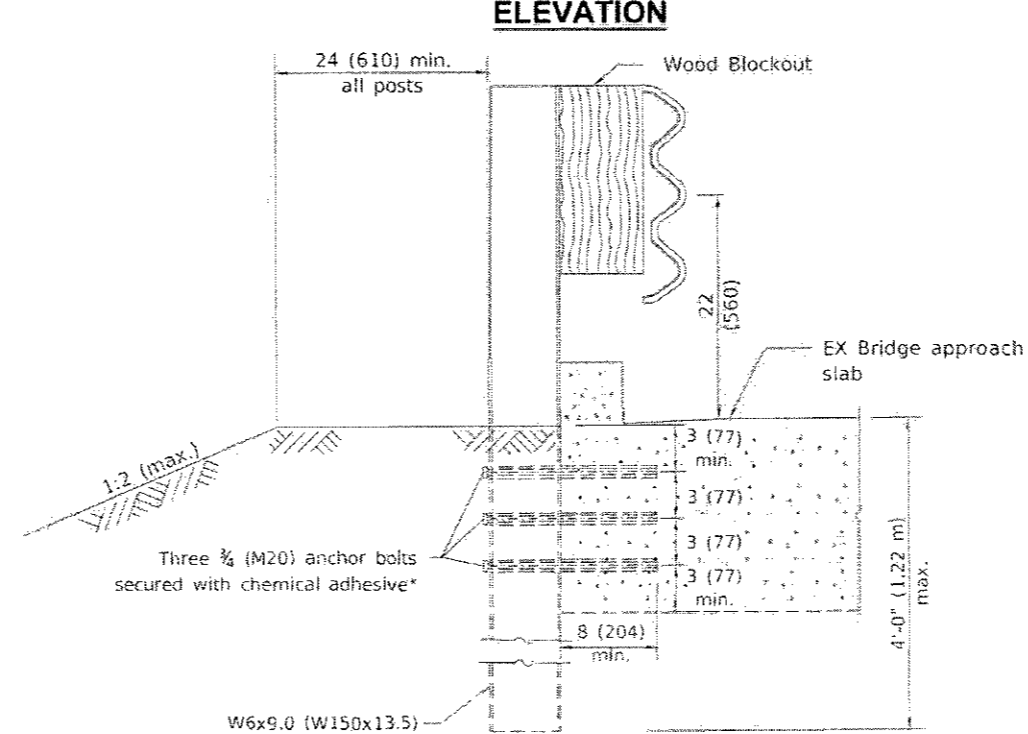 ELEVATION
24 (610) min.
all posts
Wood Blockout
22
(560)
EX Bridge approach
slab
1:2 (max.)
3 (77)
min.
3 (77)
3 (77)
3 (77)
min.
Three ¾ (M20) anchor bolts
secured with chemical adhesive*
8 (204)
min.
4'-0" (1.22 m)
max.
W6x9.0 (W150x13.5)